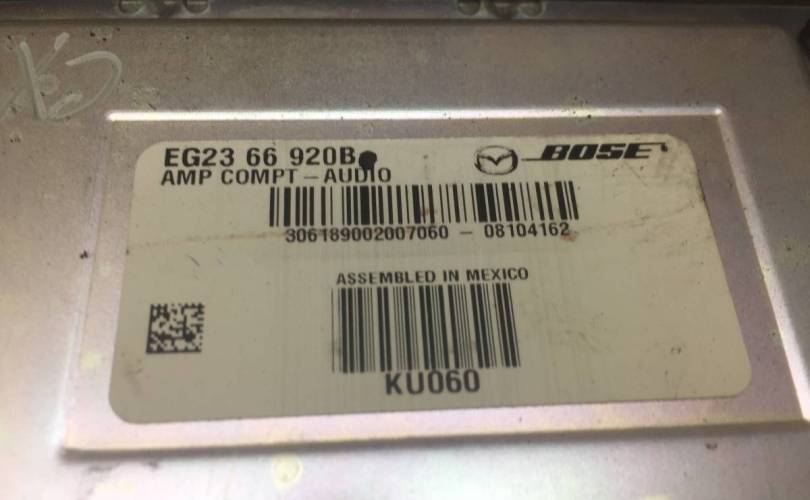 EG23 66 920B
BOSE
AMP COMPT – AUDIO
306189002007060 – 08104162
ASSEMBLED IN MEXICO
KU060